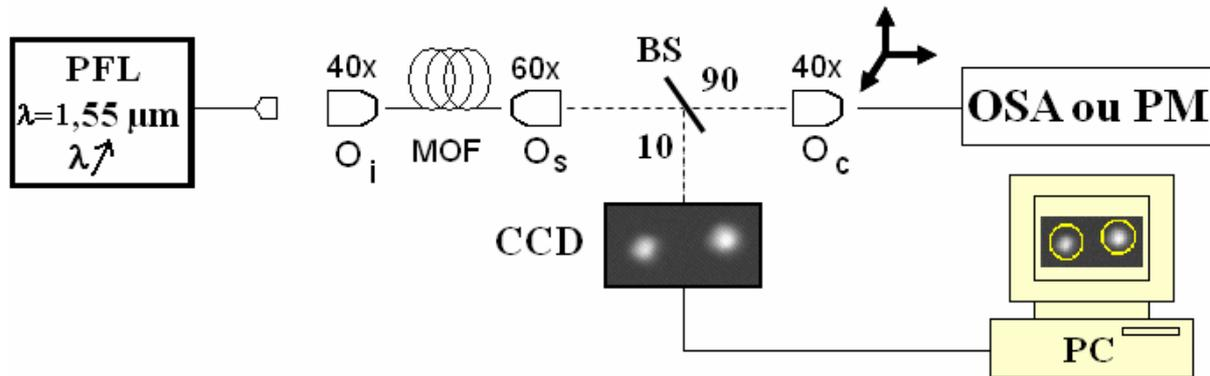 PFL
λ=1,55 µm
λ
40x
O i
MOF
60x
O s
BS
90
10
40x
O c
OSA ou PM
CCD
PC